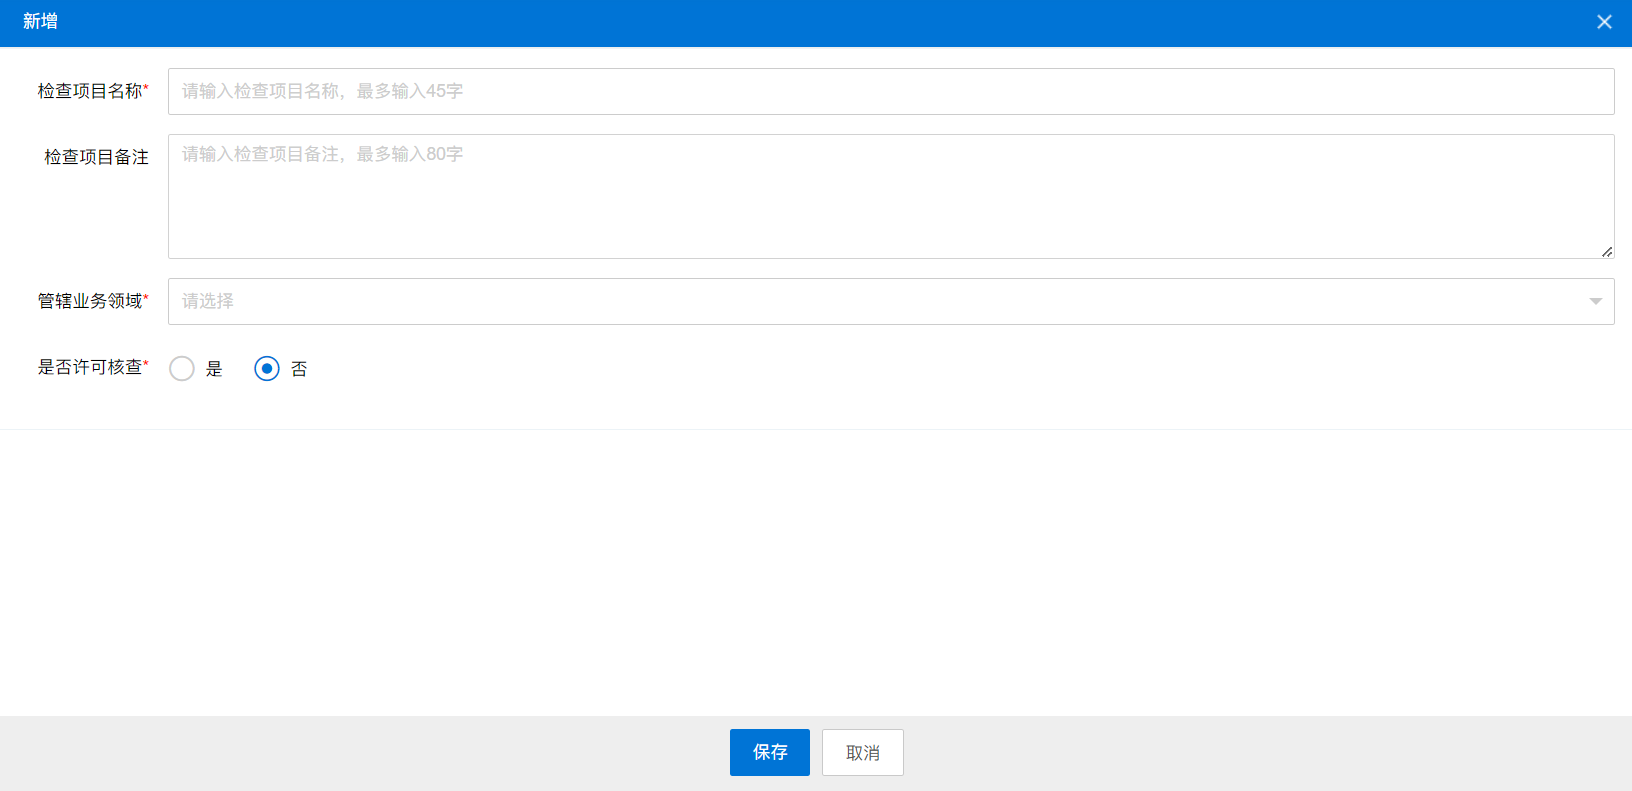 新增
检查项目名称*
请输入检查项目名称，最多输入45字
检查项目备注
请输入检查项目备注，最多输入80字
管辖业务领域*
请选择
是否许可核查* 是 否
保存 取消